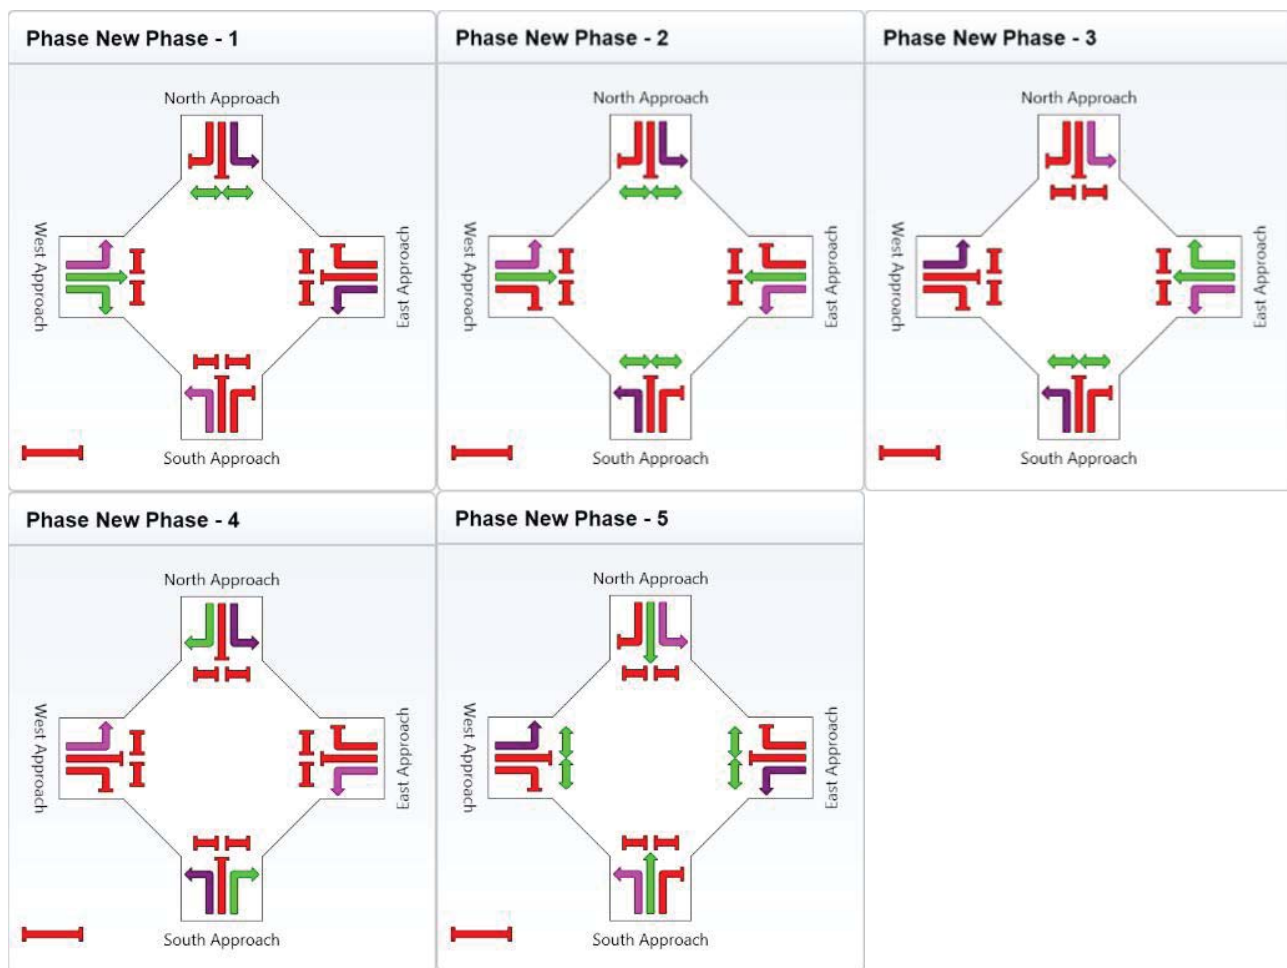 Phase New Phase - 1
North Approach
West Approach
East Approach
South Approach
Phase New Phase - 2
North Approach
West Approach
East Approach
South Approach
Phase New Phase - 3
North Approach
West Approach
East Approach
South Approach
Phase New Phase - 4
North Approach
West Approach
East Approach
South Approach
Phase New Phase - 5
North Approach
West Approach
East Approach
South Approach